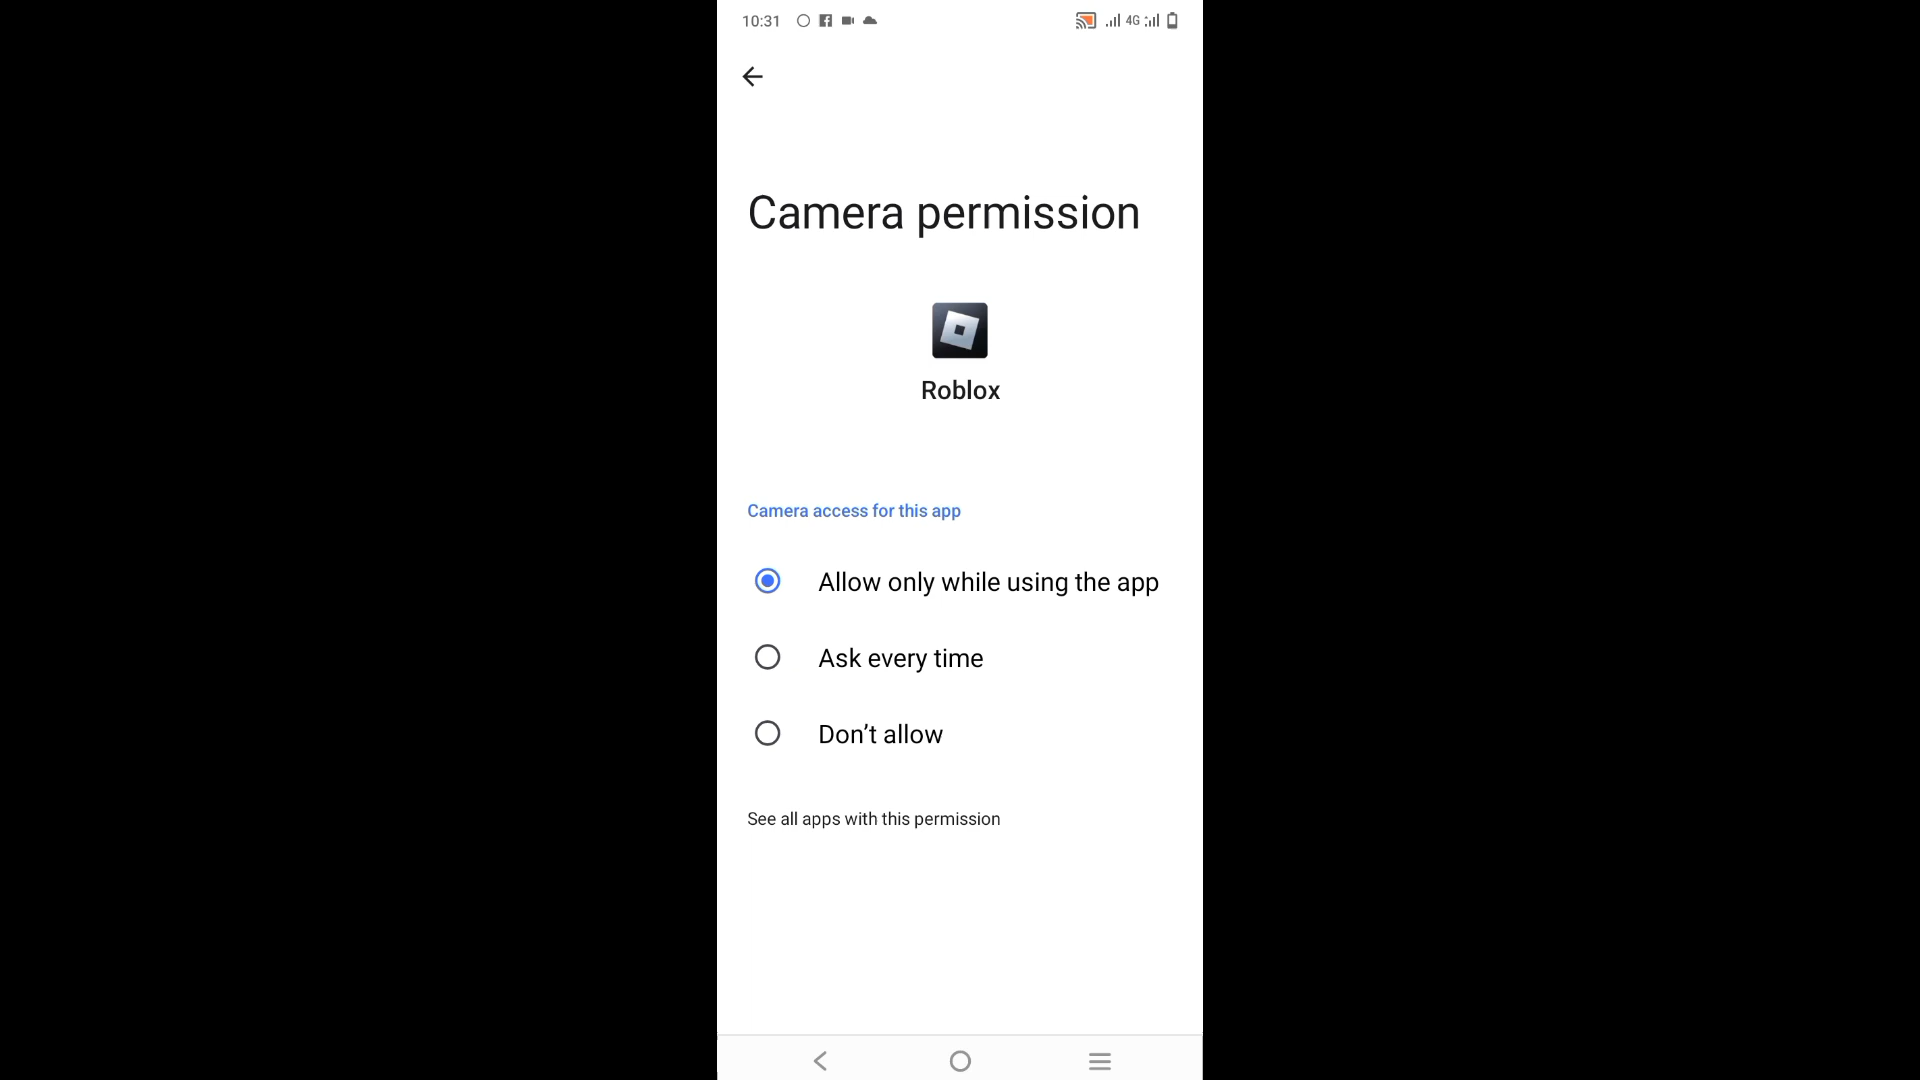 10:31
4G
Camera permission
Roblox
Camera access for this app
Allow only while using the app
Ask every time
Don’t allow
See all apps with this permission